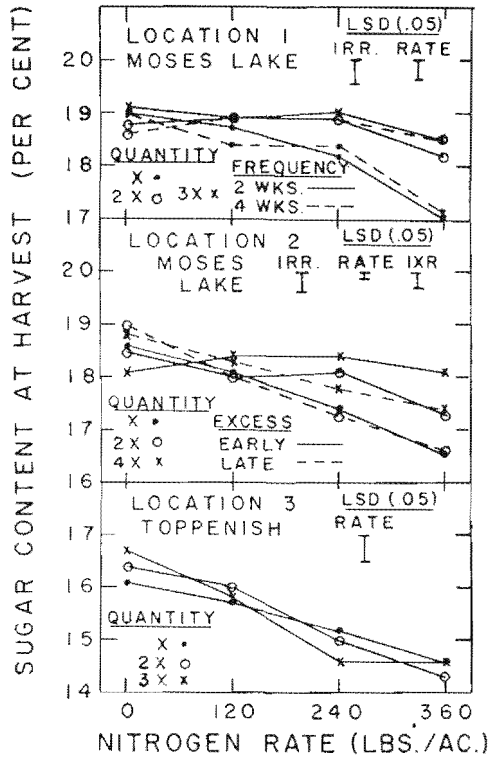 SUGAR CONTENT AT HARVEST (PER CENT)
LOCATION 1
MOSES LAKE
LSD (.05)
IRR. RATE
20
19
18
17
QUANTITY
X •
2 X O 3X x
FREQUENCY
2 WKS.
4 WKS.
LOCATION 2
MOSES LAKE
LSD (.05)
IRR. RATE IXR
20
19
18
17
16
QUANTITY
X •
2X O
4X x
EXCESS
EARLY
LATE
LOCATION 3
TOPPENISH
LSD (.05)
RATE
17
16
15
14
QUANTITY
X •
2X O
3X x
0 120 240 360
NITROGEN RATE (LBS./AC.)